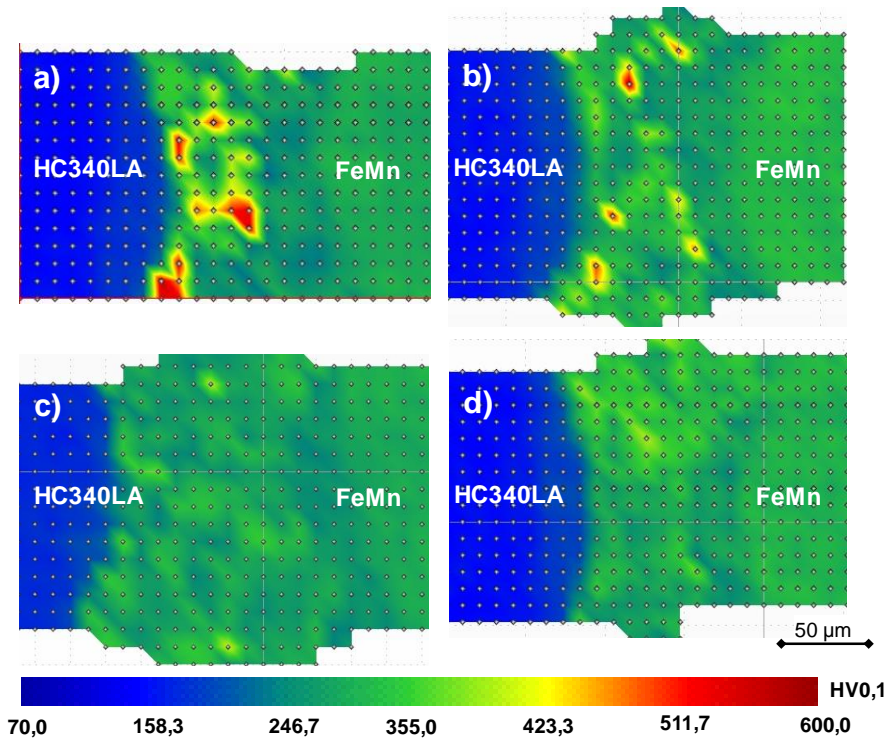 a)
HC340LA FeMn
b)
HC340LA FeMn
c)
HC340LA FeMn
d)
HC340LA FeMn
50 µm
HV0,1
70,0 158,3 246,7 355,0 423,3 511,7 600,0